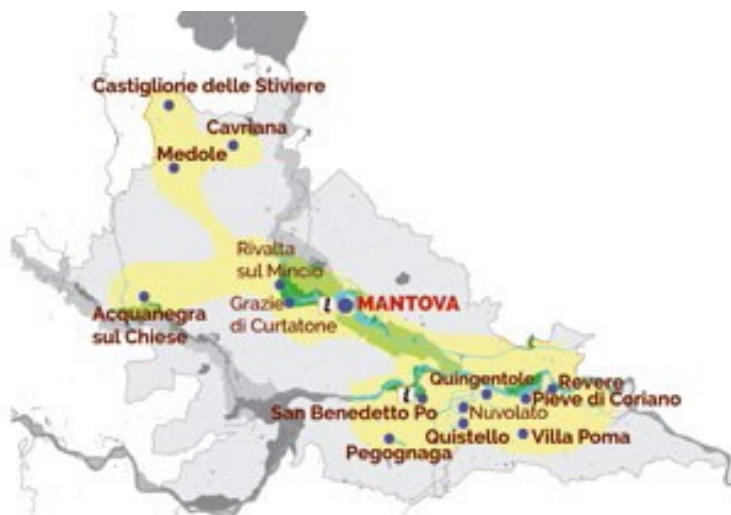 Castiglione delle Stiviere
Cavriana
Medole
Rivalta
sul Mincio
Grazie
di Curtatone
i
MANTOVA
Acquanegra
sul Chiese
Quingentole
Revere
i
San Benedetto Po
Pieve di Coriano
Nuvolato
Quistello
Villa Poma
Pegognaga